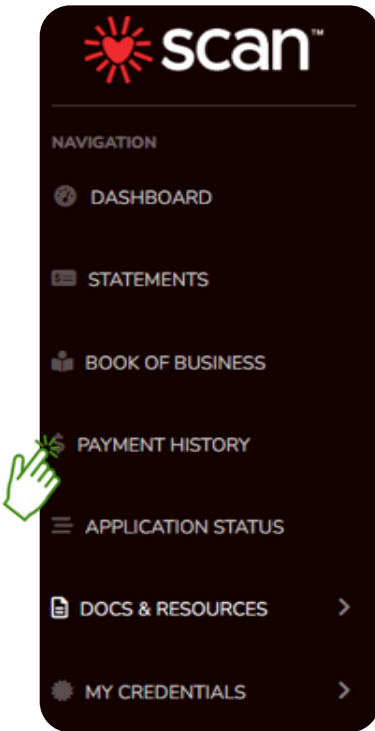 scan™
NAVIGATION
DASHBOARD
STATEMENTS
BOOK OF BUSINESS
PAYMENT HISTORY
APPLICATION STATUS
DOCS & RESOURCES
MY CREDENTIALS